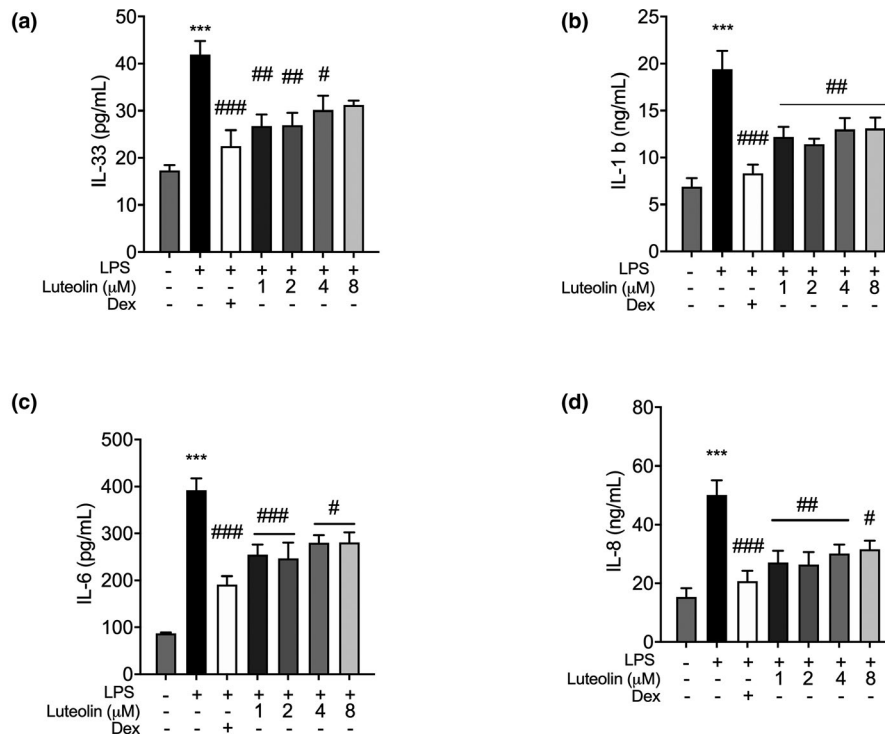 (a)
50
40
30
20
10
0
IL-33 (pg/mL)
***
###
##
##
#
LPS - + + + + + +
Luteolin (μM) - - - 1 2 4 8
Dex - - + - - - -
(b)
25
20
15
10
5
0
IL-1 b (ng/mL)
***
###
##
LPS - + + + + + +
Luteolin (μM) - - - 1 2 4 8
Dex - - + - - - -
(c)
500
400
300
200
100
0
IL-6 (pg/mL)
***
###
###
#
LPS - + + + + + +
Luteolin (μM) - - - 1 2 4 8
Dex - - + - - - -
(d)
80
60
40
20
0
IL-8 (ng/mL)
***
###
##
#
LPS - + + + + + +
Luteolin (μM) - - - 1 2 4 8
Dex - - + - - - -